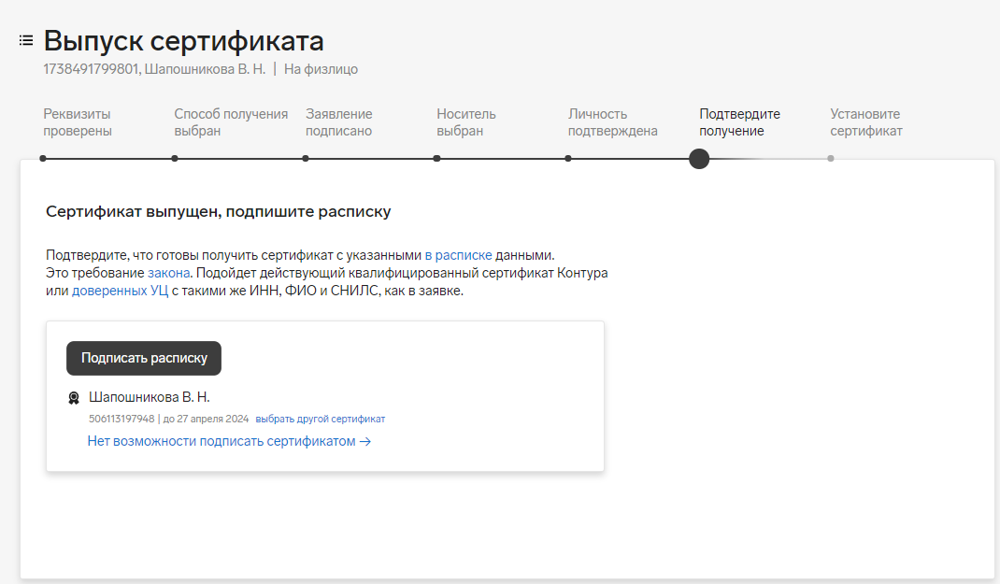 Выпуск сертификата
1738491799801, Шапошникова В. Н. | На физлицо
Реквизиты проверены
Способ получения выбран
Заявление подписано
Носитель выбран
Личность подтверждена
Подтвердите получение
Установите сертификат
Сертификат выпущен, подпишите расписку
Подтвердите, что готовы получить сертификат с указанными в расписке данными.
Это требование закона. Подойдет действующий квалифицированный сертификат Контура
или доверенных УЦ с такими же ИНН, ФИО и СНИЛС, как в заявке.
Подписать расписку
Шапошникова В. Н.
506113197948 | до 27 апреля 2024 выбрать другой сертификат
Нет возможности подписать сертификатом →